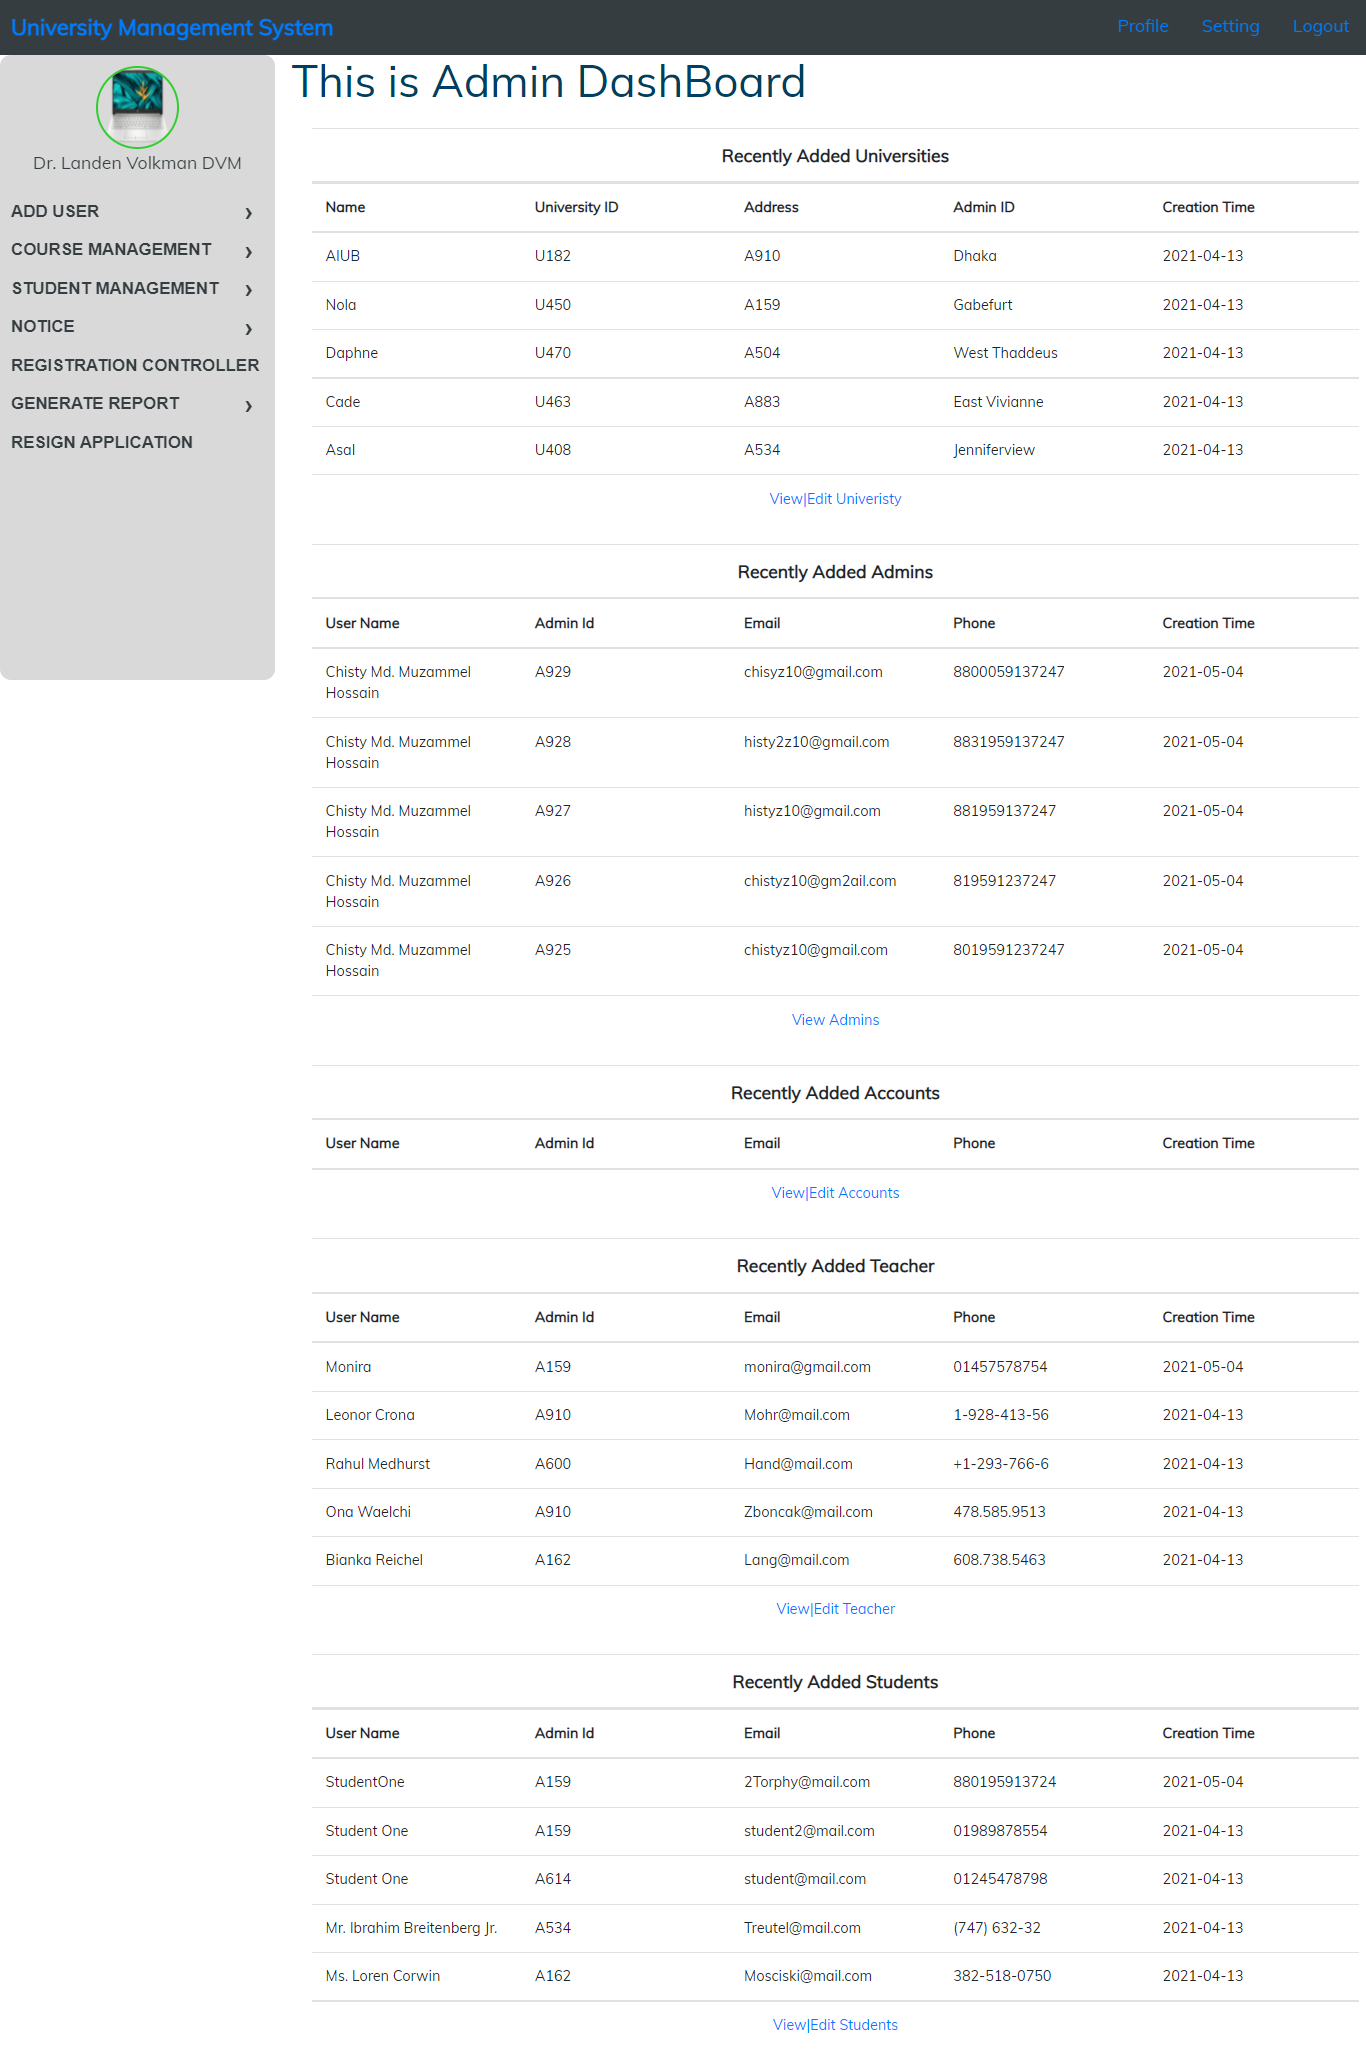 University Management System
Profile Setting Logout
Dr. Landen Volkman DVM
ADD USER ›
COURSE MANAGEMENT ›
STUDENT MANAGEMENT ›
NOTICE ›
REGISTRATION CONTROLLER
GENERATE REPORT ›
RESIGN APPLICATION
This is Admin DashBoard
Recently Added Universities
Name University ID Address Admin ID Creation Time
AIUB U182 A910 Dhaka 2021-04-13
Nola U450 A159 Gabefurt 2021-04-13
Daphne U470 A504 West Thaddeus 2021-04-13
Cade U463 A883 East Vivianne 2021-04-13
Asal U408 A534 Jenniferview 2021-04-13
View|Edit Univeristy
Recently Added Admins
User Name Admin Id Email Phone Creation Time
Chisty Md. Muzammel A929 chisyz10@gmail.com 8800059137247 2021-05-04
Hossain
Chisty Md. Muzammel A928 histy2z10@gmail.com 8831959137247 2021-05-04
Hossain
Chisty Md. Muzammel A927 histyz10@gmail.com 881959137247 2021-05-04
Hossain
Chisty Md. Muzammel A926 chistyz10@gm2ail.com 819591237247 2021-05-04
Hossain
Chisty Md. Muzammel A925 chistyz10@gmail.com 8019591237247 2021-05-04
Hossain
View Admins
Recently Added Accounts
User Name Admin Id Email Phone Creation Time
View|Edit Accounts
Recently Added Teacher
User Name Admin Id Email Phone Creation Time
Monira A159 monira@gmail.com 01457578754 2021-05-04
Leonor Crona A910 Mohr@mail.com 1-928-413-56 2021-04-13
Rahul Medhurst A600 Hand@mail.com +1-293-766-6 2021-04-13
Ona Waelchi A910 Zboncak@mail.com 478.585.9513 2021-04-13
Bianka Reichel A162 Lang@mail.com 608.738.5463 2021-04-13
View|Edit Teacher
Recently Added Students
User Name Admin Id Email Phone Creation Time
StudentOne A159 2Torphy@mail.com 880195913724 2021-05-04
Student One A159 student2@mail.com 01989878554 2021-04-13
Student One A614 student@mail.com 01245478798 2021-04-13
Mr. Ibrahim Breitenberg Jr. A534 Treutel@mail.com (747) 632-32 2021-04-13
Ms. Loren Corwin A162 Mosciski@mail.com 382-518-0750 2021-04-13
View|Edit Students